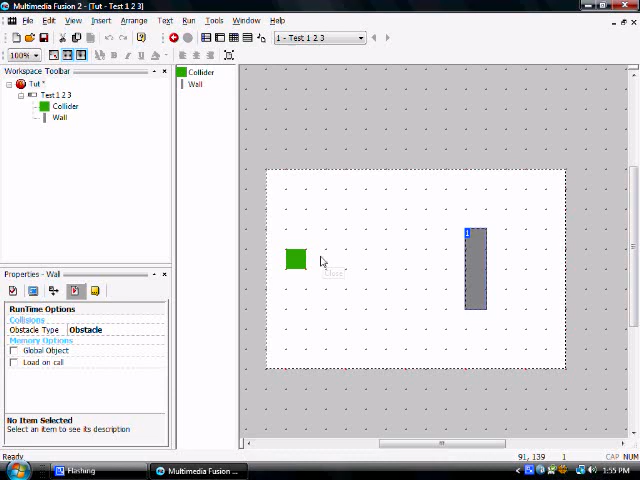 Multimedia Fusion 2 - [Tut - Test 1 2 3]
File Edit View Insert Arrange Text Run Tools Window Help
1 - Test 1 2 3
100%
Workspace Toolbar
Tut *
Test 1 2 3
Collider
Wall
Collider
Wall
1
Close
Properties - Wall
RunTime Options
Collisions
Obstacle Type Obstacle
Memory Options
Global Object
Load on call
No Item Selected
Select an item to see its description
Ready 91, 139 1 CAP NUM
Flashing Multimedia Fusion ... 1:55 PM